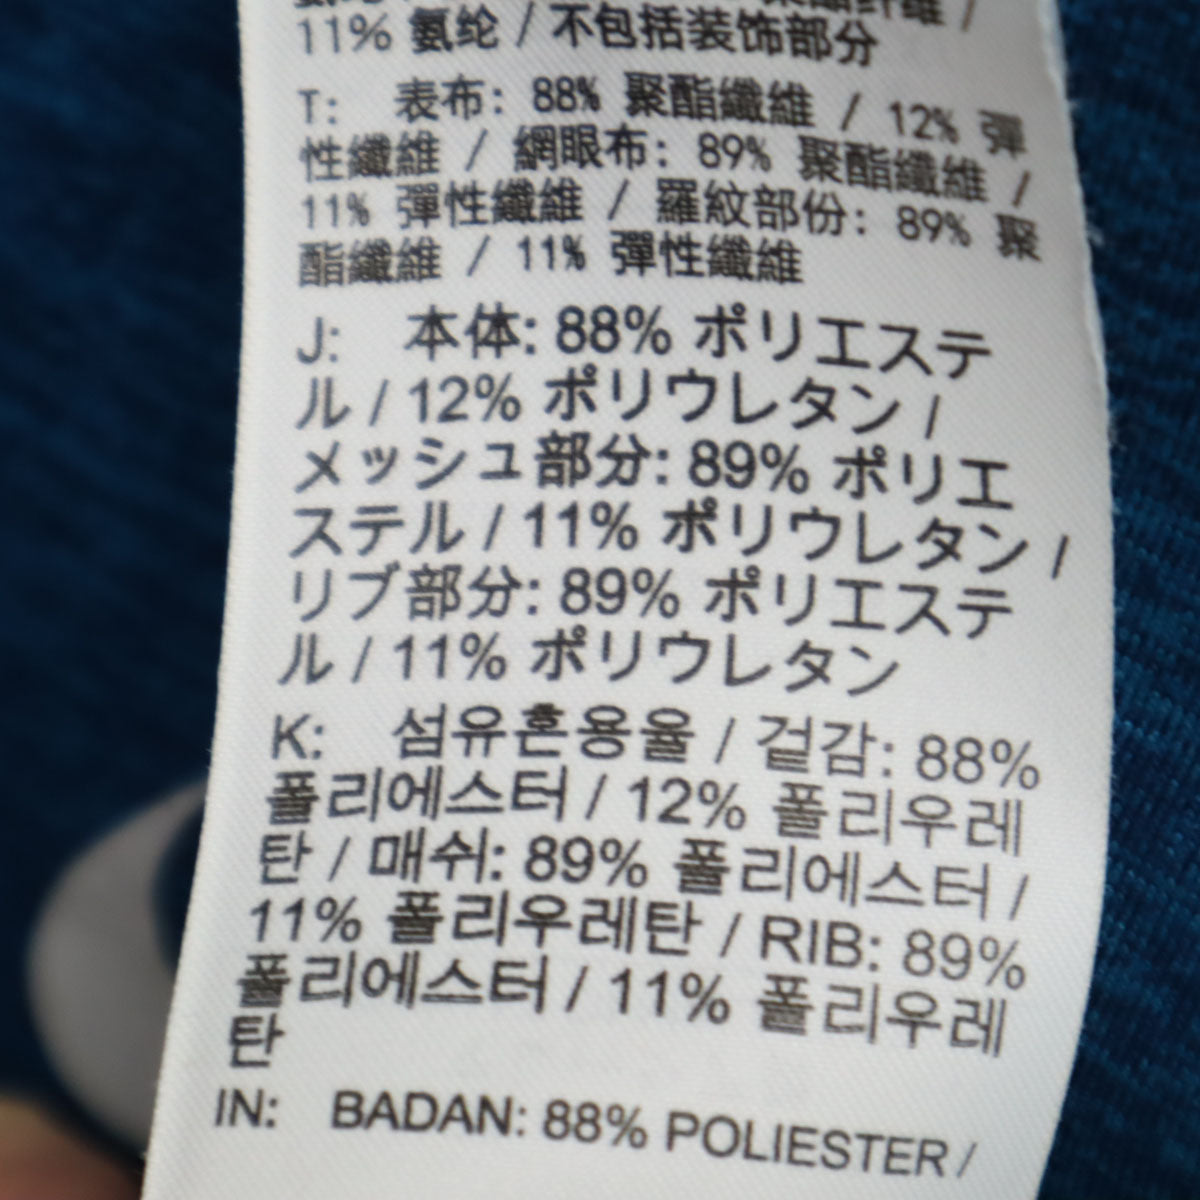 11% 氨纶 / 不包括装饰部分
T: 表布: 88% 聚酯纖維 / 12% 彈
性纖維 / 網眼布: 89% 聚酯纖維 /
11% 彈性纖維 / 羅紋部份: 89% 聚
酯纖維 / 11% 彈性纖維
J: 本体: 88% ポリエステ
ル / 12% ポリウレタン /
メッシュ部分: 89% ポリエ
ステル / 11% ポリウレタン /
リブ部分: 89% ポリエステ
ル / 11% ポリウレタン
K: 섬유혼용율 / 겉감: 88%
폴리에스터 / 12% 폴리우레
탄 / 매쉬: 89% 폴리에스터 /
11% 폴리우레탄 / RIB: 89%
폴리에스터 / 11% 폴리우레
탄
IN: BADAN: 88% POLIESTER /